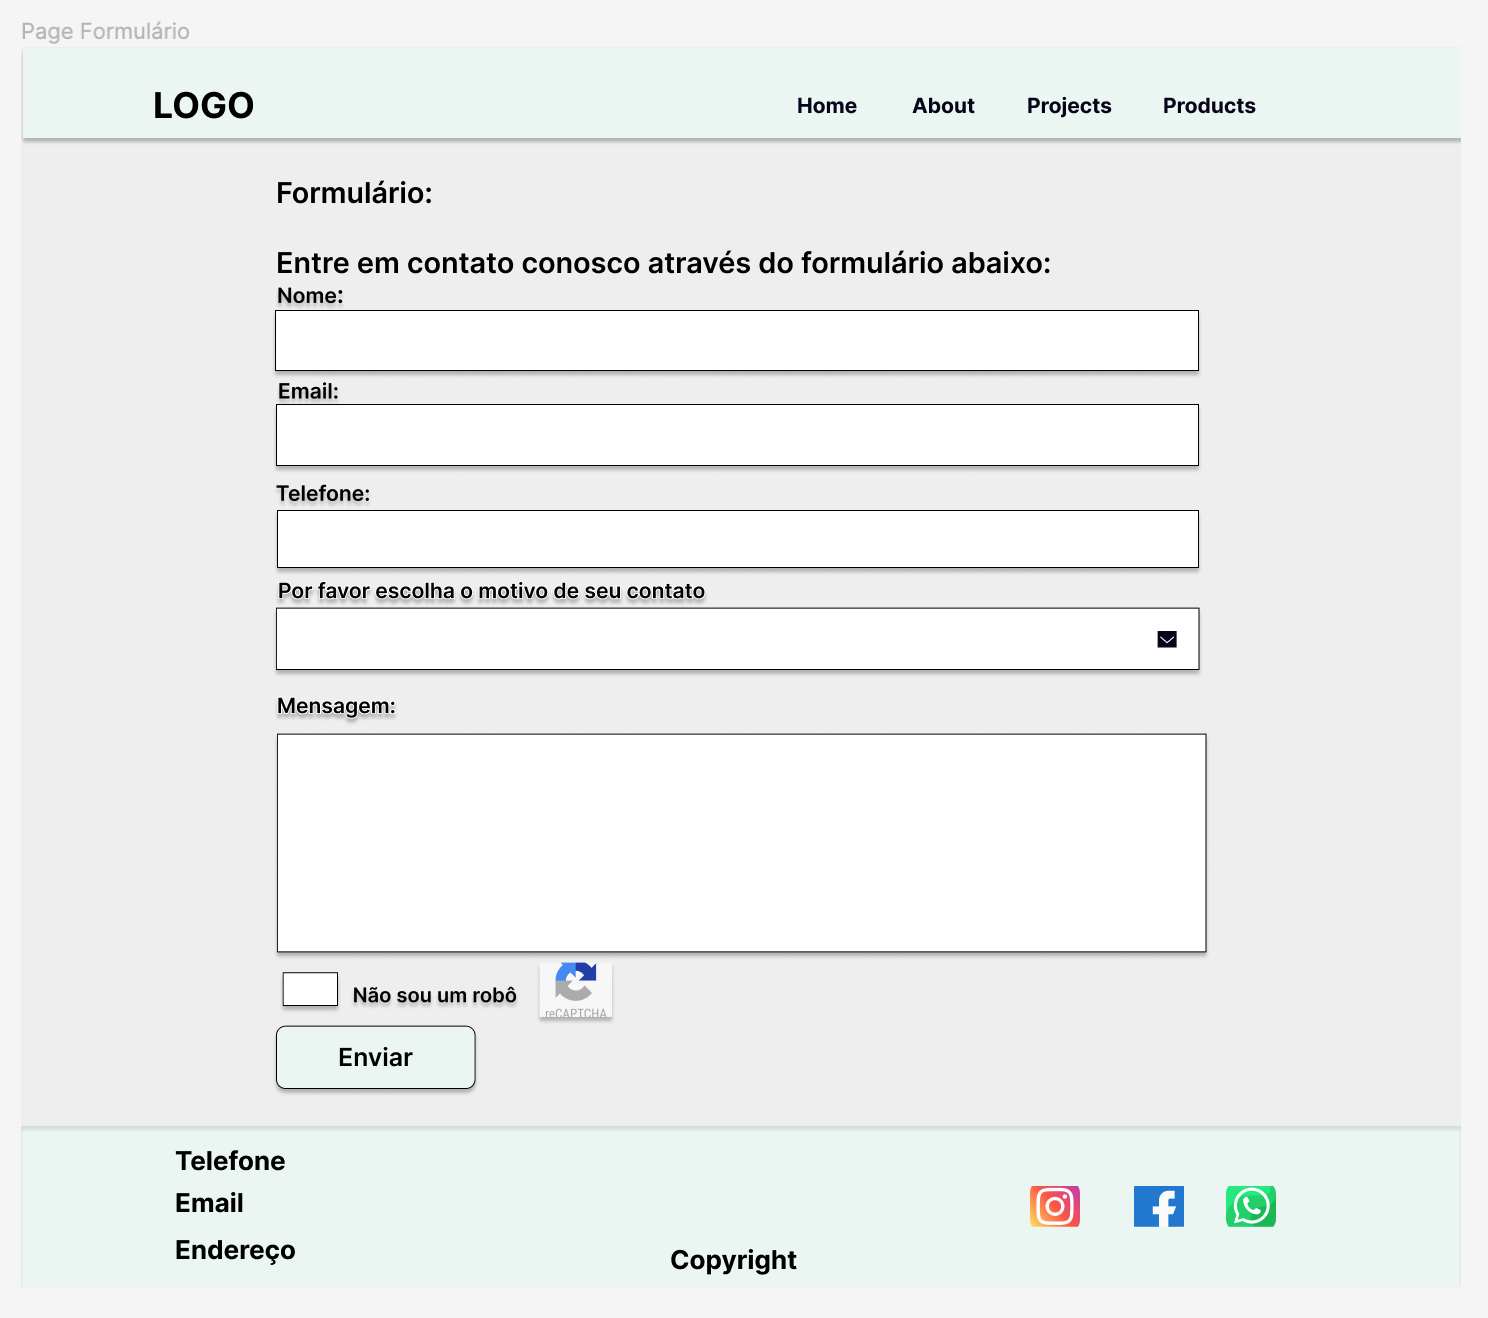 Page Formulário
LOGO
Home About Projects Products
Formulário:
Entre em contato conosco através do formulário abaixo:
Nome:
Email:
Telefone:
Por favor escolha o motivo de seu contato
Mensagem:
Não sou um robô
reCAPTCHA
Enviar
Telefone
Email
Endereço
Copyright